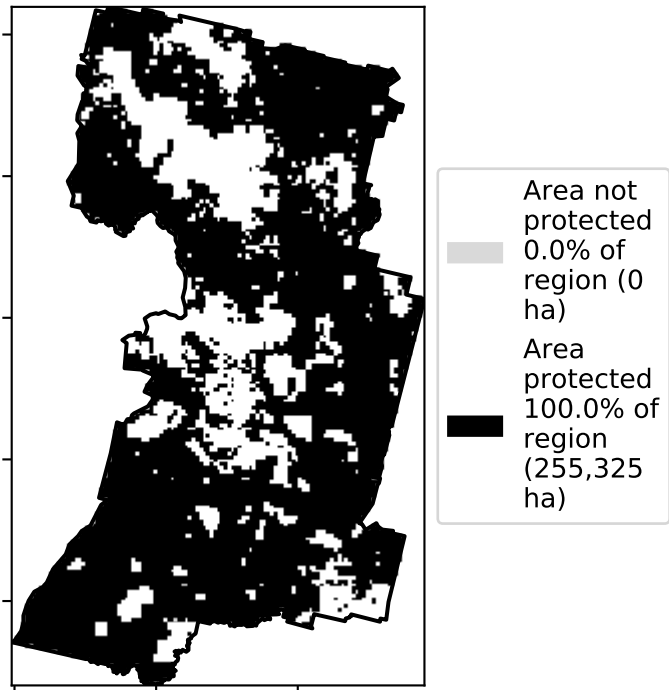 Area not
protected
0.0% of
region (0
ha)
Area
protected
100.0% of
region
(255,325
ha)